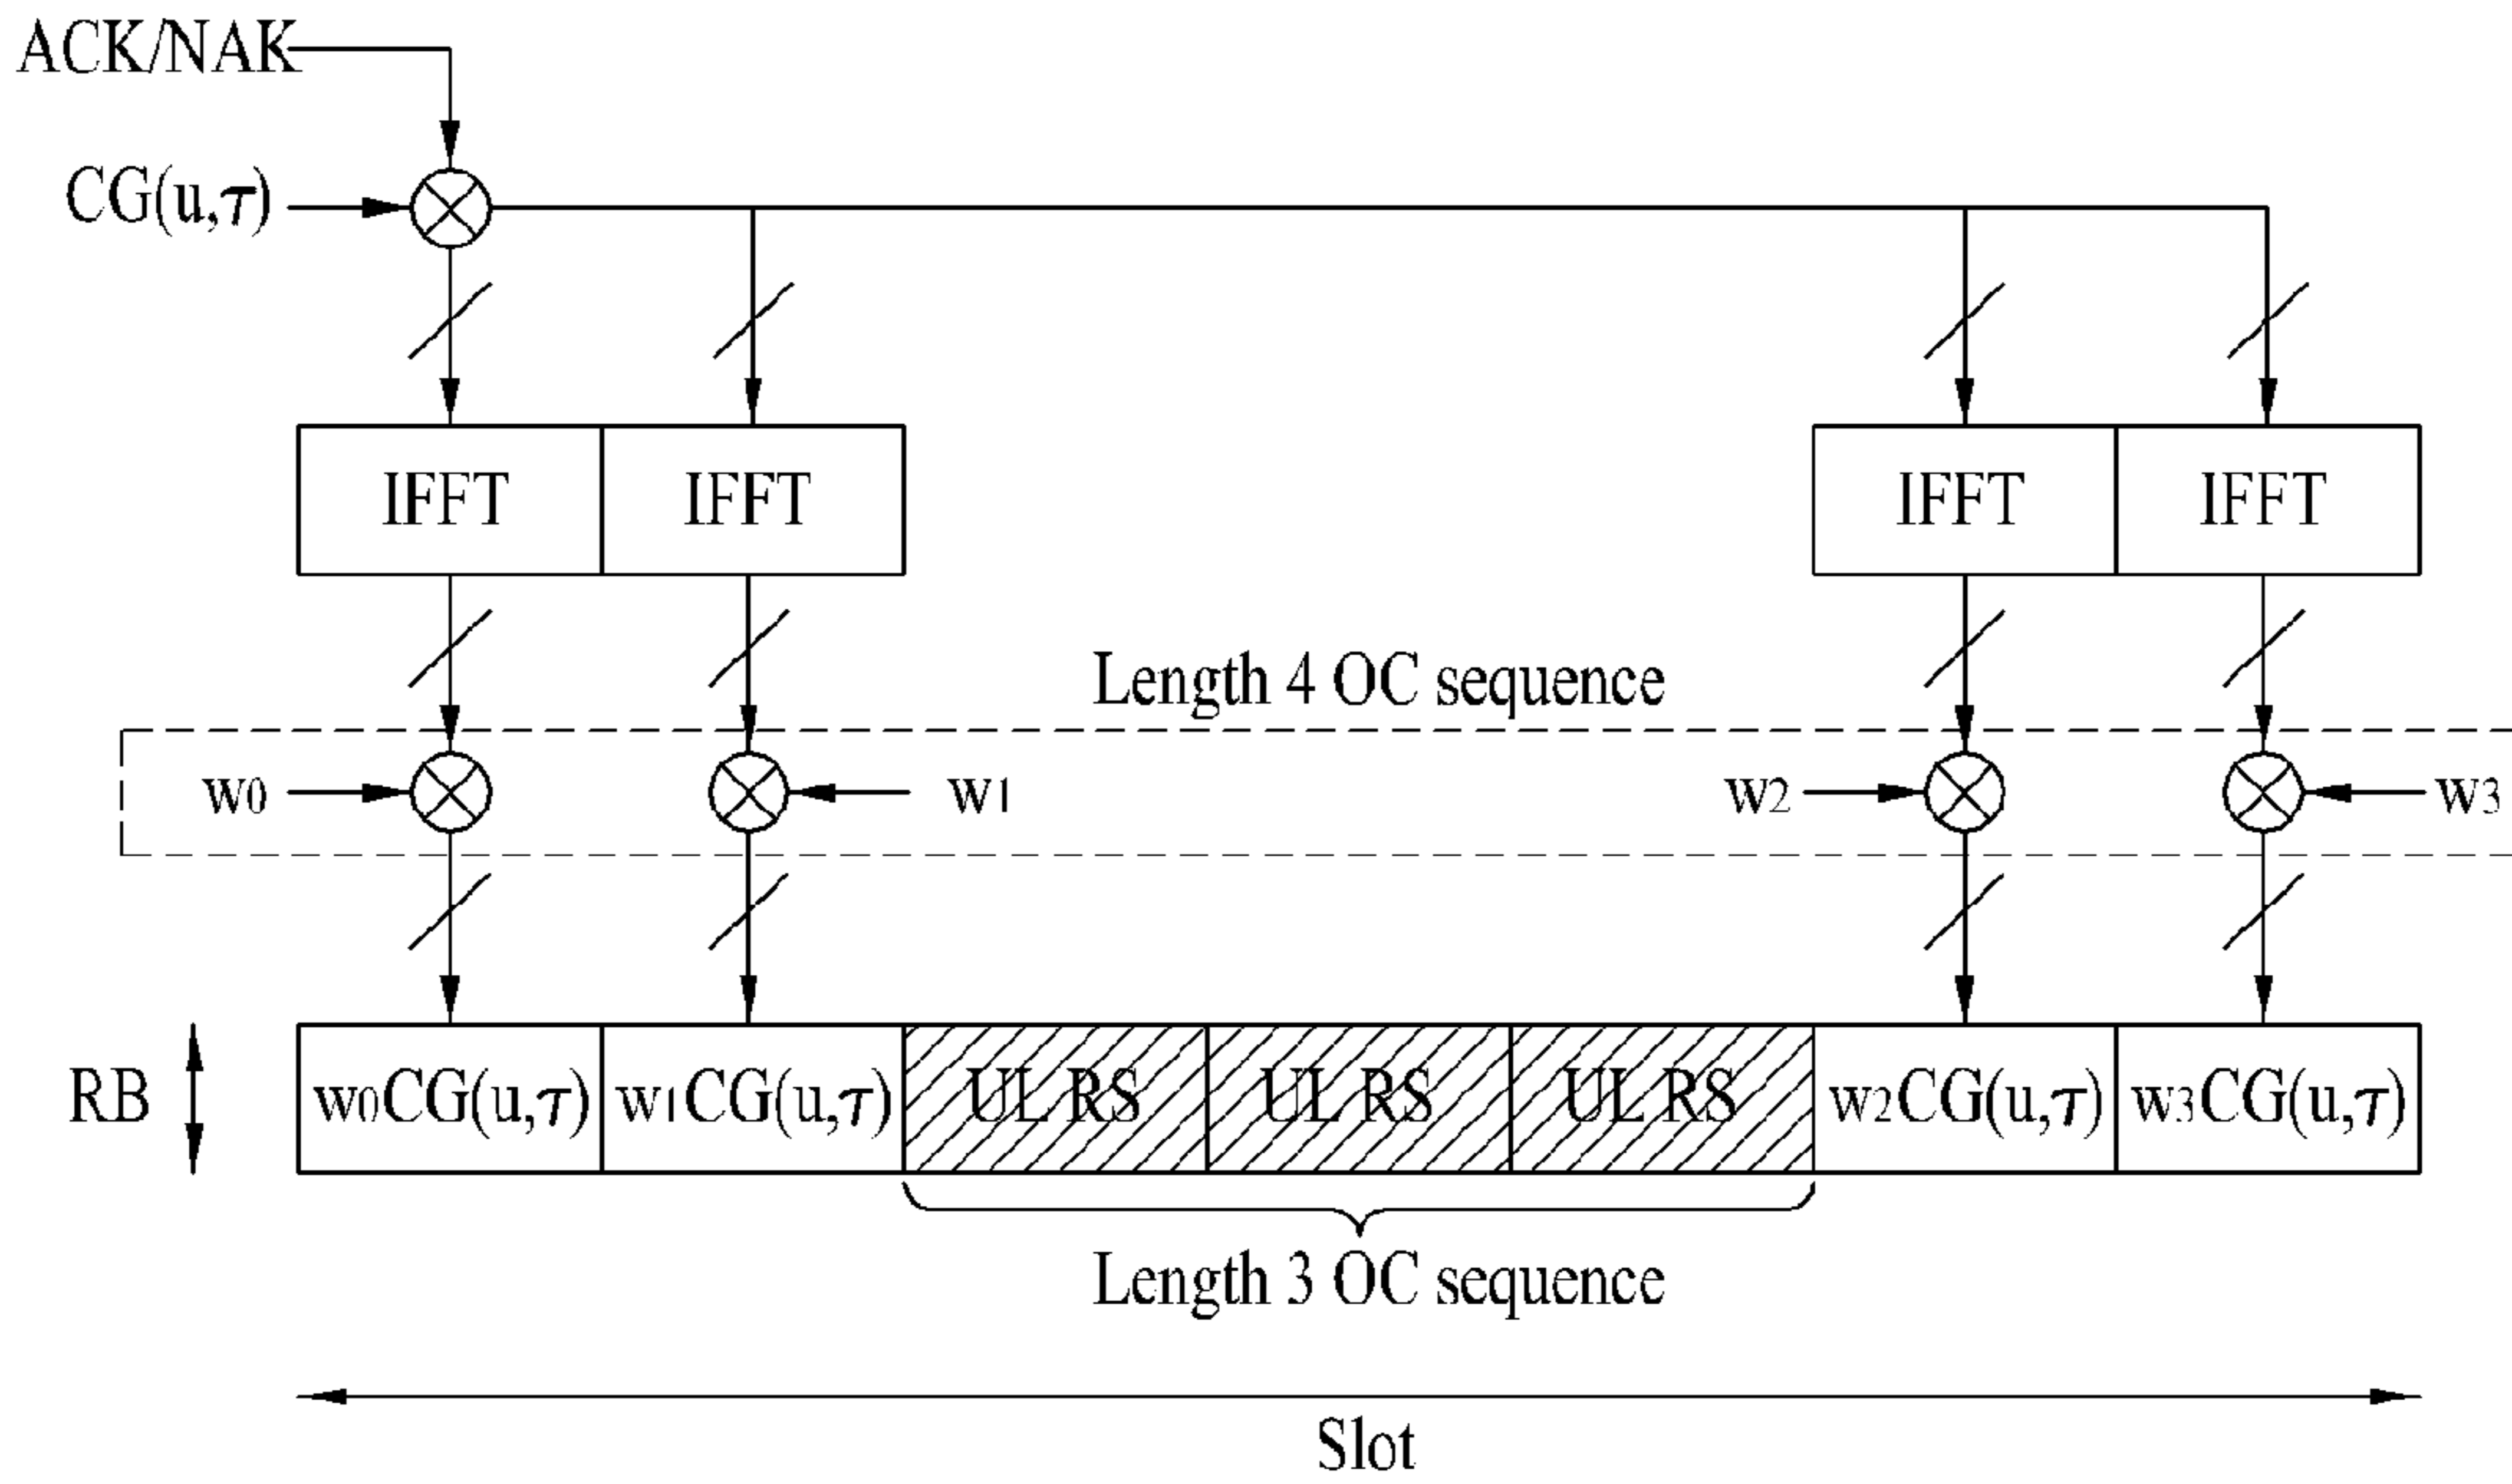 ACK/NAK
CG(u,τ)
IFFT IFFT IFFT IFFT
Length 4 OC sequence
w0 w1 w2 w3
RB w0CG(u,τ) w1CG(u,τ) UL RS UL RS UL RS w2CG(u,τ) w3CG(u,τ)
Length 3 OC sequence
Slot